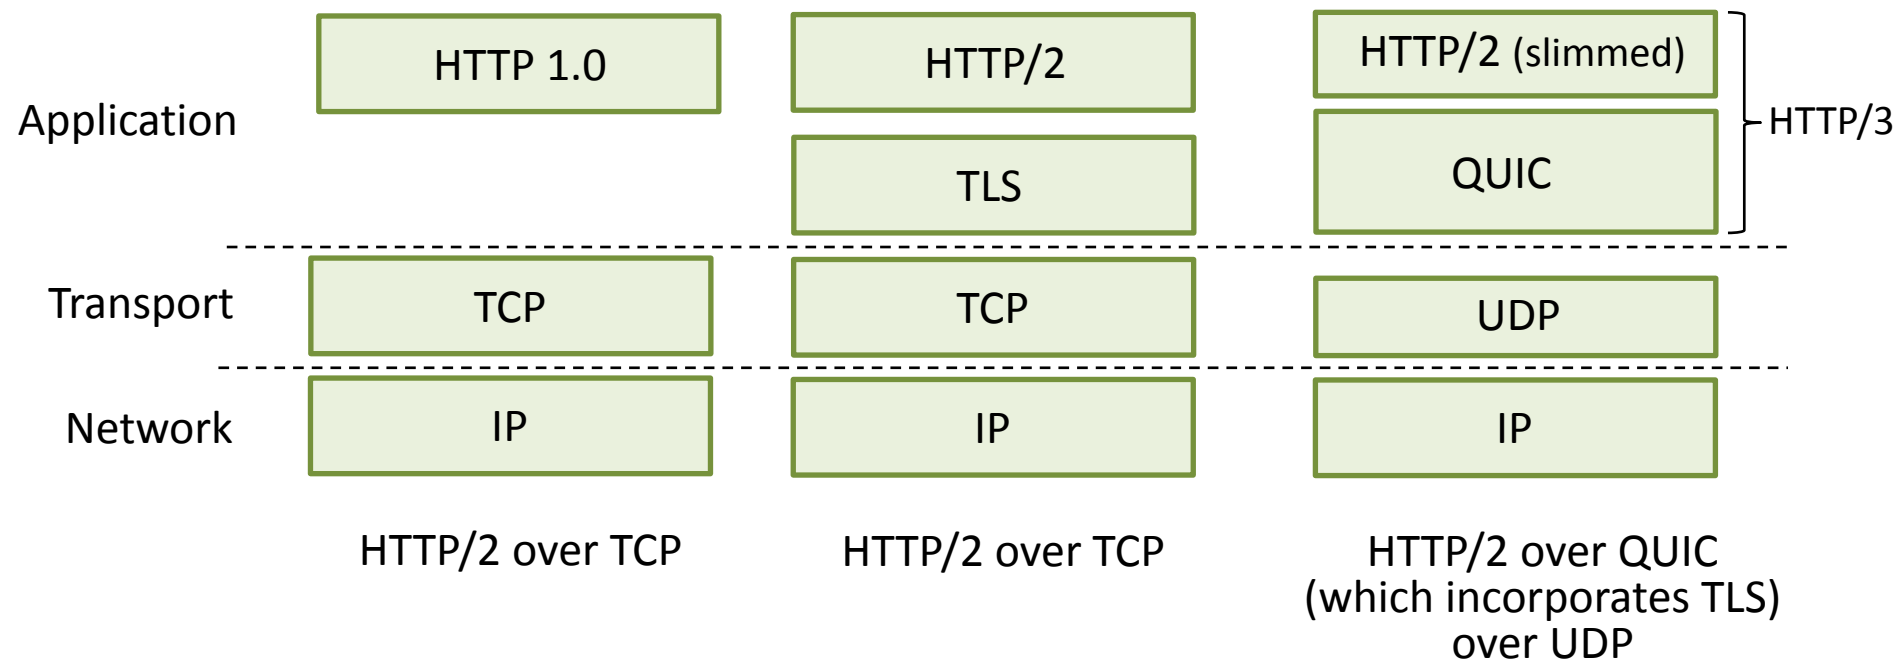 HTTP 1.0
HTTP/2
HTTP/2 (slimmed)
Application
HTTP/3
TLS
QUIC
Transport
TCP
TCP
UDP
Network
IP
IP
IP
HTTP/2 over TCP
HTTP/2 over TCP
HTTP/2 over QUIC
(which incorporates TLS)
over UDP